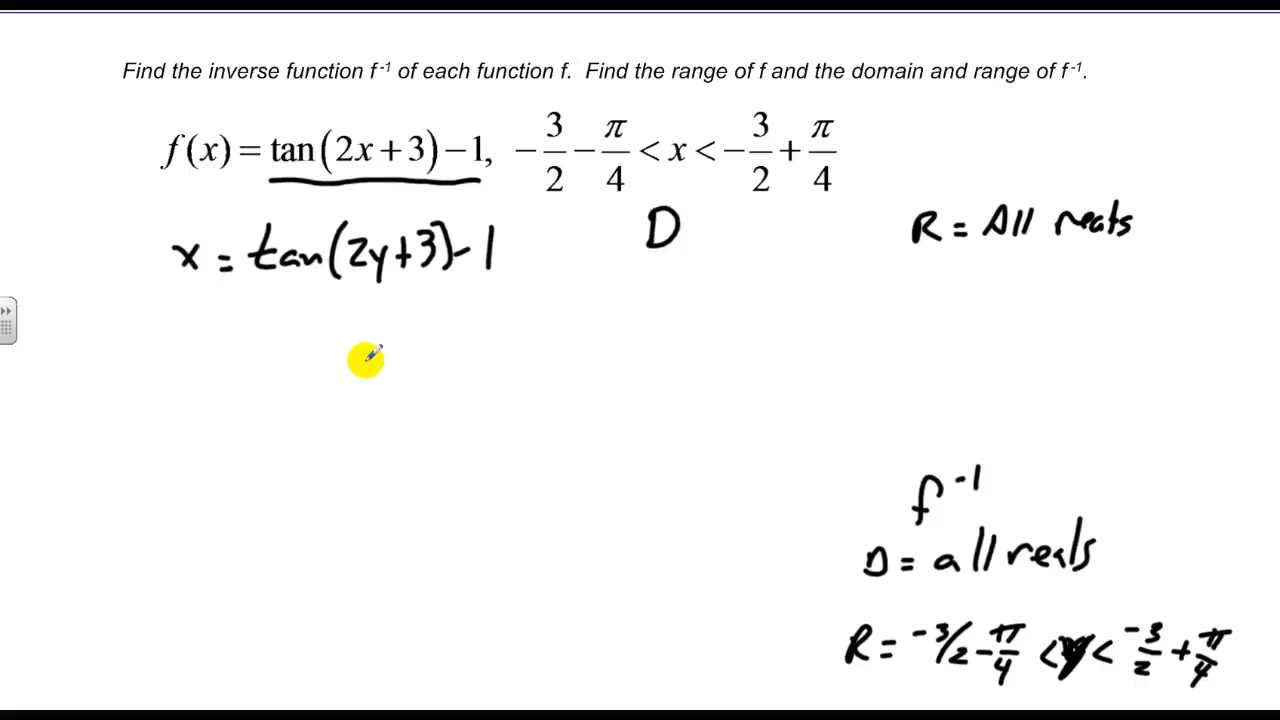 Find the inverse function f⁻¹ of each function f. Find the range of f and the domain and range of f⁻¹.
f(x) = tan(2x + 3) − 1, −3/2 − π/4 < x < −3/2 + π/4
D
R = All reals
x = tan(2y+3)-1
f⁻¹
D = all reals
R = -3/2 - π/4 < y < -3/2 + π/4